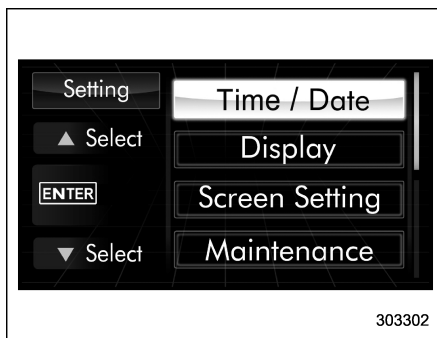 Setting
Time / Date
▲ Select
Display
ENTER
Screen Setting
▼ Select
Maintenance
303302